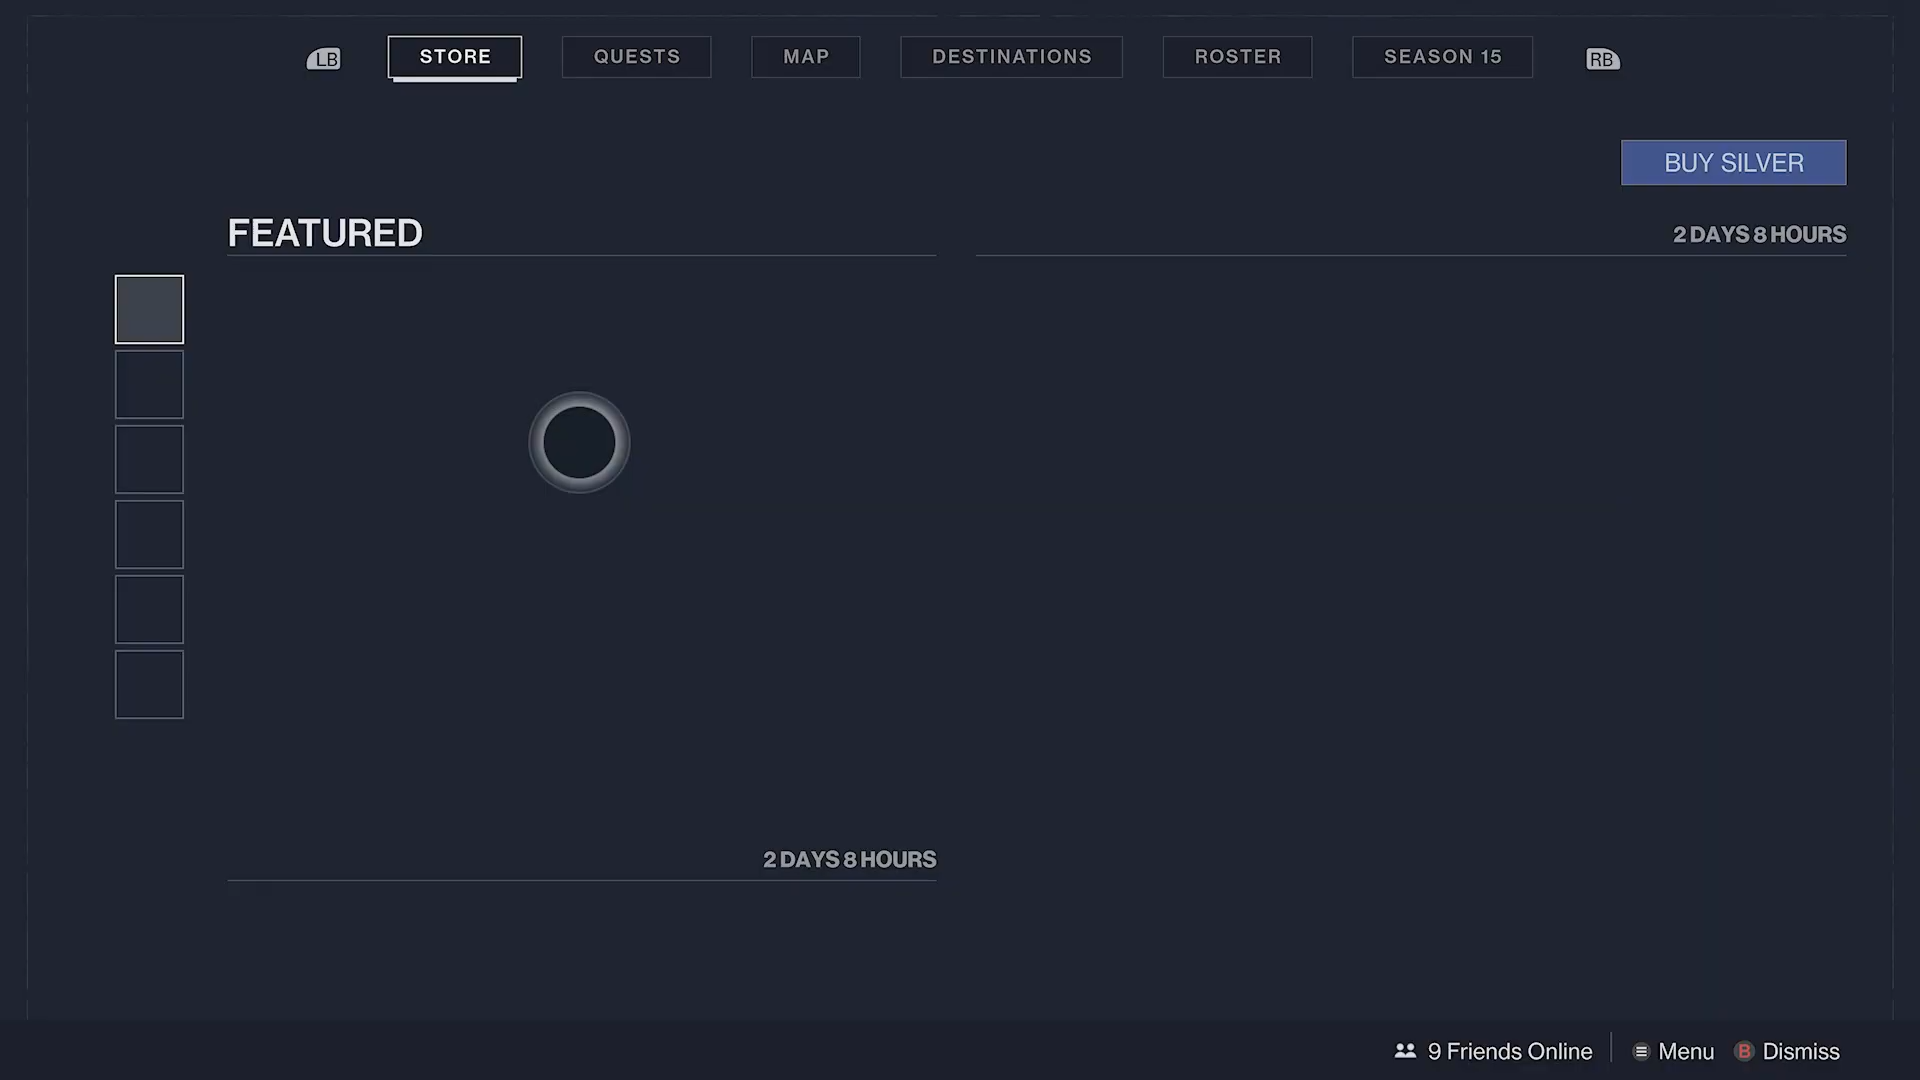 LB STORE QUESTS MAP DESTINATIONS ROSTER SEASON 15 RB
BUY SILVER
FEATURED
2 DAYS 8 HOURS
2 DAYS 8 HOURS
9 Friends Online Menu B Dismiss